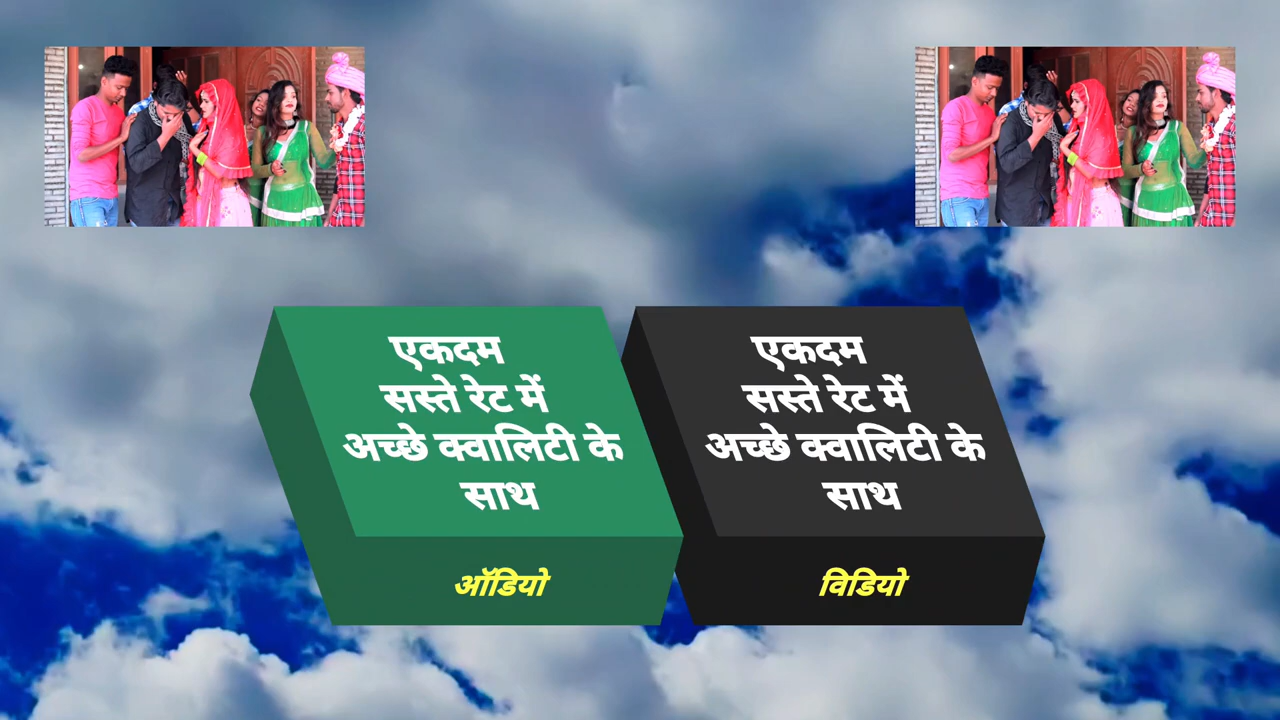 एकदम
सस्ते रेट में
अच्छे क्वालिटी के
साथ
ऑडियो
एकदम
सस्ते रेट में
अच्छे क्वालिटी के
साथ
विडियो